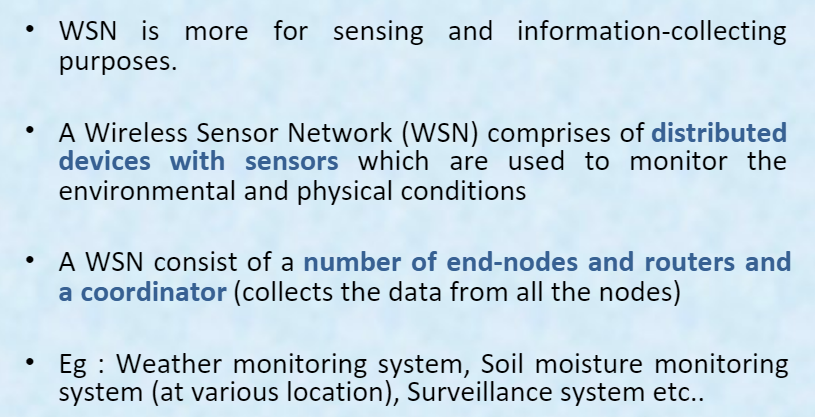 • WSN is more for sensing and information-collecting
purposes.
• A Wireless Sensor Network (WSN) comprises of distributed
devices with sensors which are used to monitor the
environmental and physical conditions
• A WSN consist of a number of end-nodes and routers and
a coordinator (collects the data from all the nodes)
• Eg : Weather monitoring system, Soil moisture monitoring
system (at various location), Surveillance system etc..